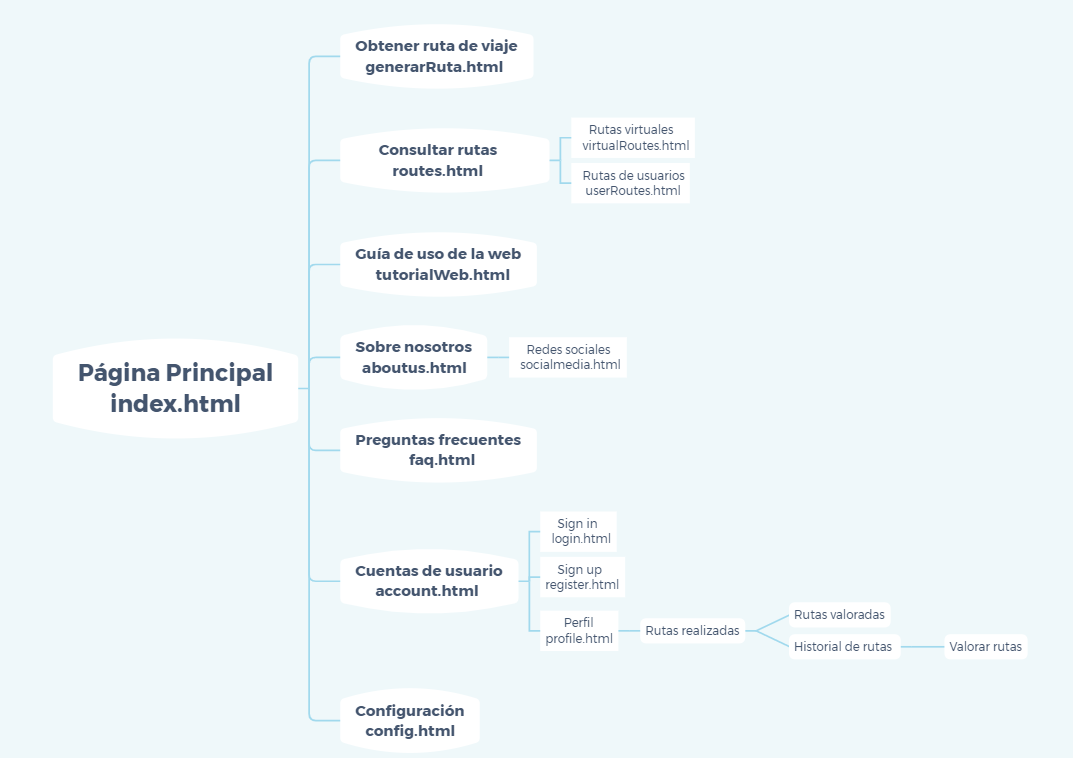 Obtener ruta de viaje
generarRuta.html
Consultar rutas
routes.html
Rutas virtuales
virtualRoutes.html
Rutas de usuarios
userRoutes.html
Guía de uso de la web
tutorialWeb.html
Página Principal
index.html
Sobre nosotros
aboutus.html
Redes sociales
socialmedia.html
Preguntas frecuentes
faq.html
Cuentas de usuario
account.html
Sign in
login.html
Sign up
register.html
Perfil
profile.html
Rutas realizadas
Rutas valoradas
Historial de rutas
Valorar rutas
Configuración
config.html